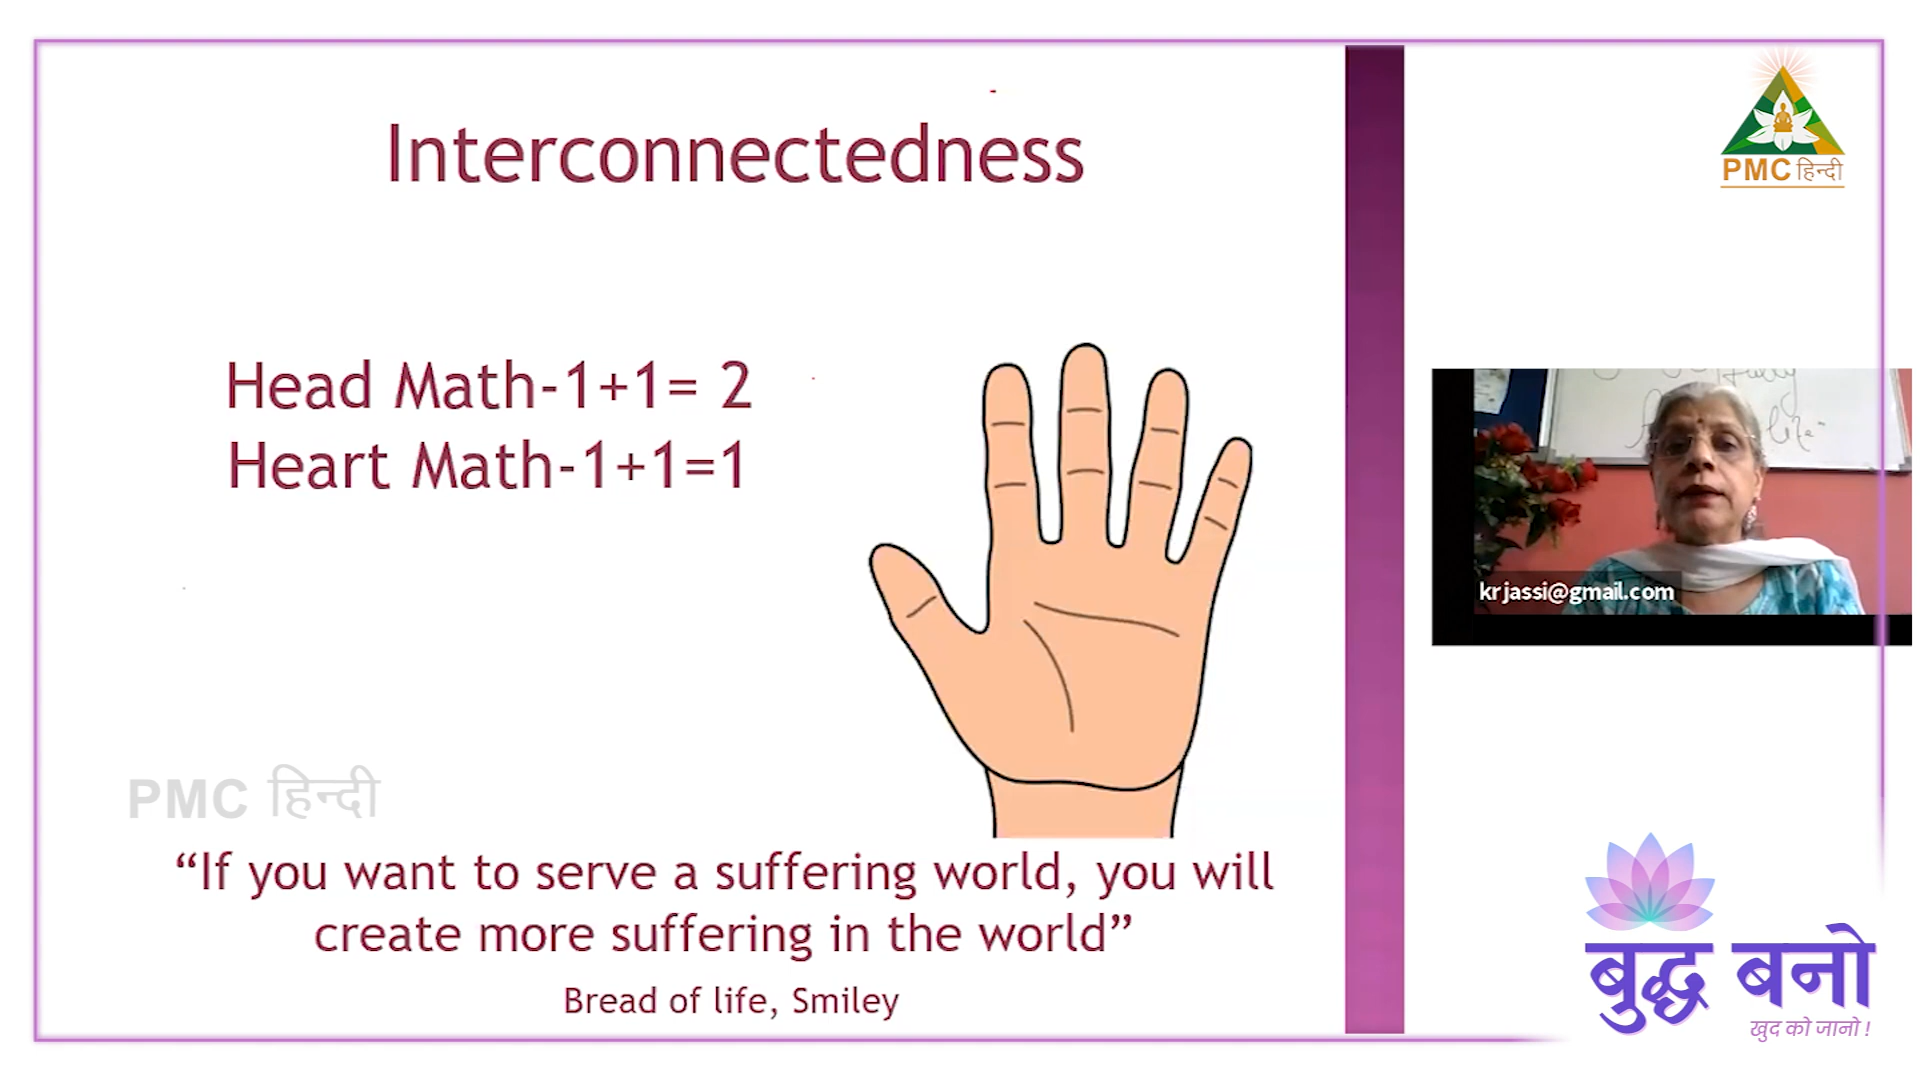 Interconnectedness
Head Math-1+1= 2
Heart Math-1+1=1
PMC हिन्दी
“If you want to serve a suffering world, you will
create more suffering in the world”
Bread of life, Smiley
PMC हिन्दी
life
krjassi@gmail.com
बुद्ध बनो
खुद को जानो !